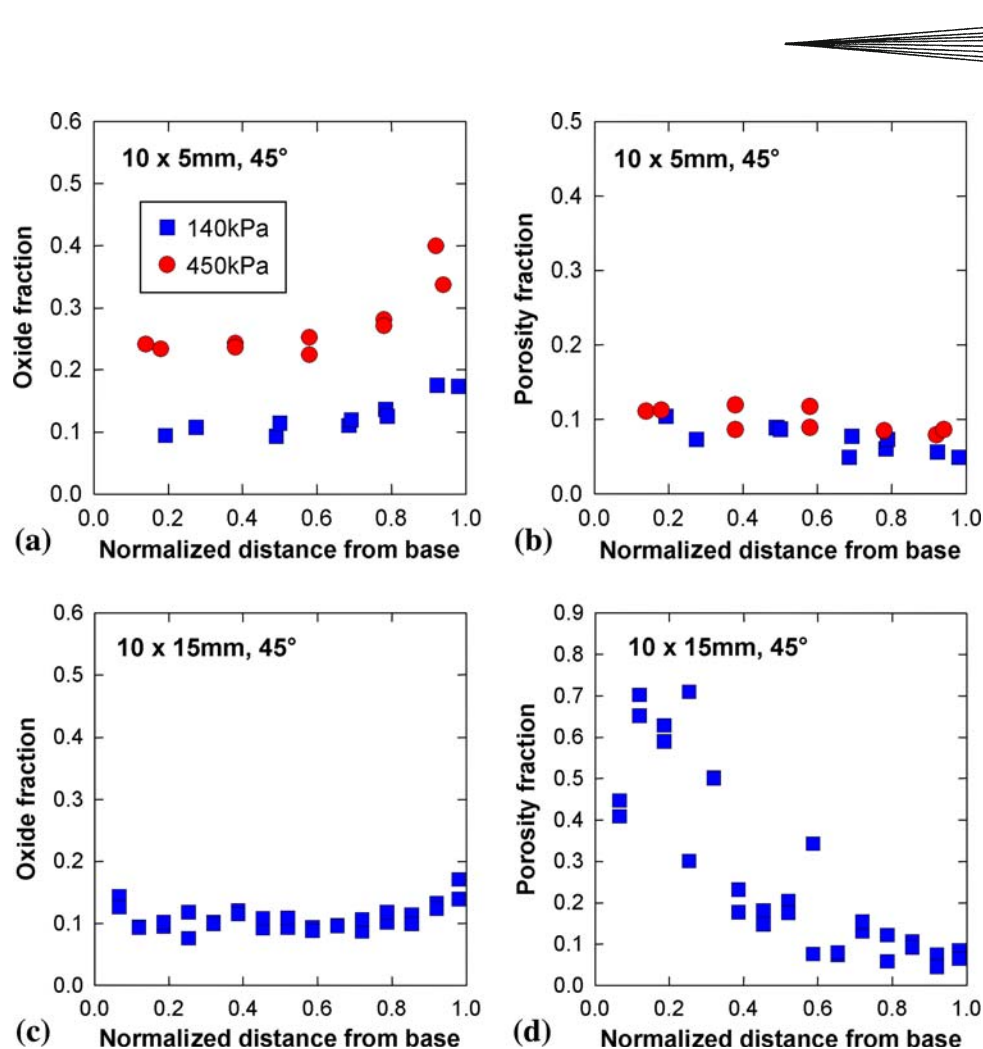 0.6
0.5
0.4
0.3
0.2
0.1
0.0
Oxide fraction
10 x 5mm, 45°
140kPa
450kPa
0.0 0.2 0.4 0.6 0.8 1.0
(a) Normalized distance from base
0.5
0.4
0.3
0.2
0.1
0.0
Porosity fraction
10 x 5mm, 45°
0.0 0.2 0.4 0.6 0.8 1.0
(b) Normalized distance from base
0.6
0.5
0.4
0.3
0.2
0.1
0.0
Oxide fraction
10 x 15mm, 45°
0.0 0.2 0.4 0.6 0.8 1.0
(c) Normalized distance from base
0.9
0.8
0.7
0.6
0.5
0.4
0.3
0.2
0.1
0.0
Porosity fraction
10 x 15mm, 45°
0.0 0.2 0.4 0.6 0.8 1.0
(d) Normalized distance from base